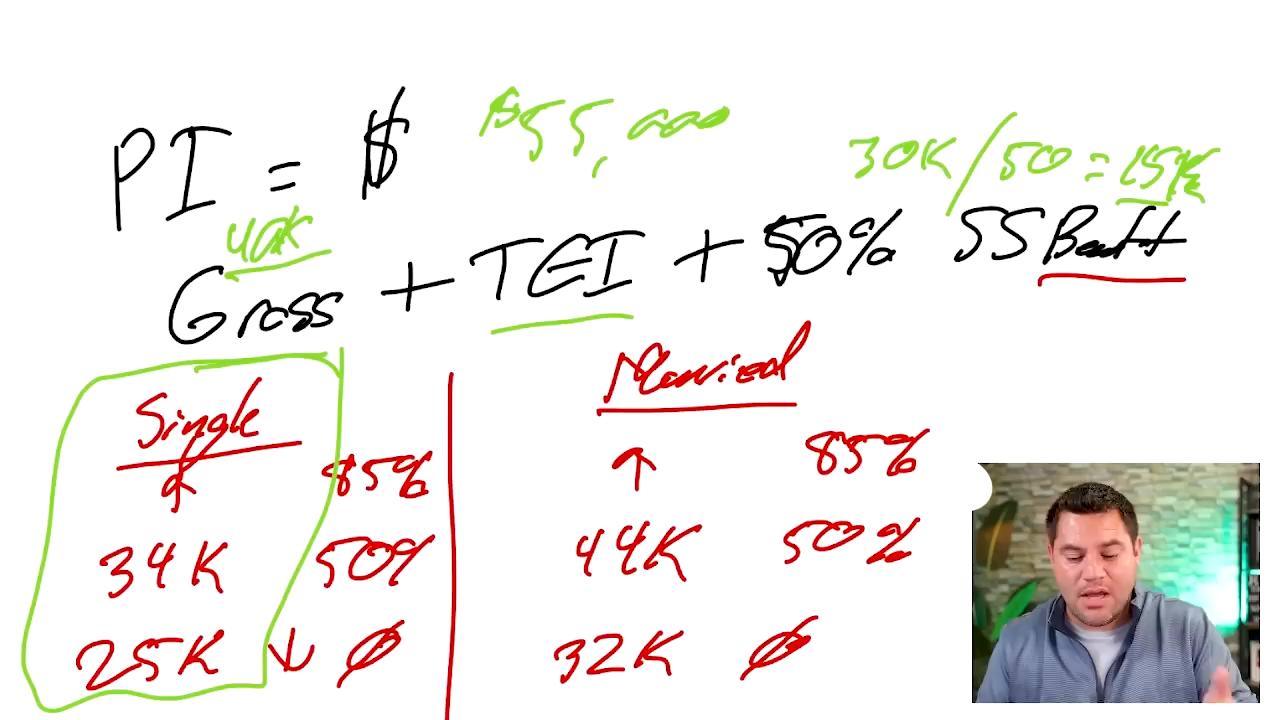 PI = $ $55,000
30K/50 = 15K
40K
Gross + TEI + 50% SS Benefit
Single
Married
↑ 85%
↑ 85%
34K 50%
44K 50%
25K ↓ Ø
32K Ø